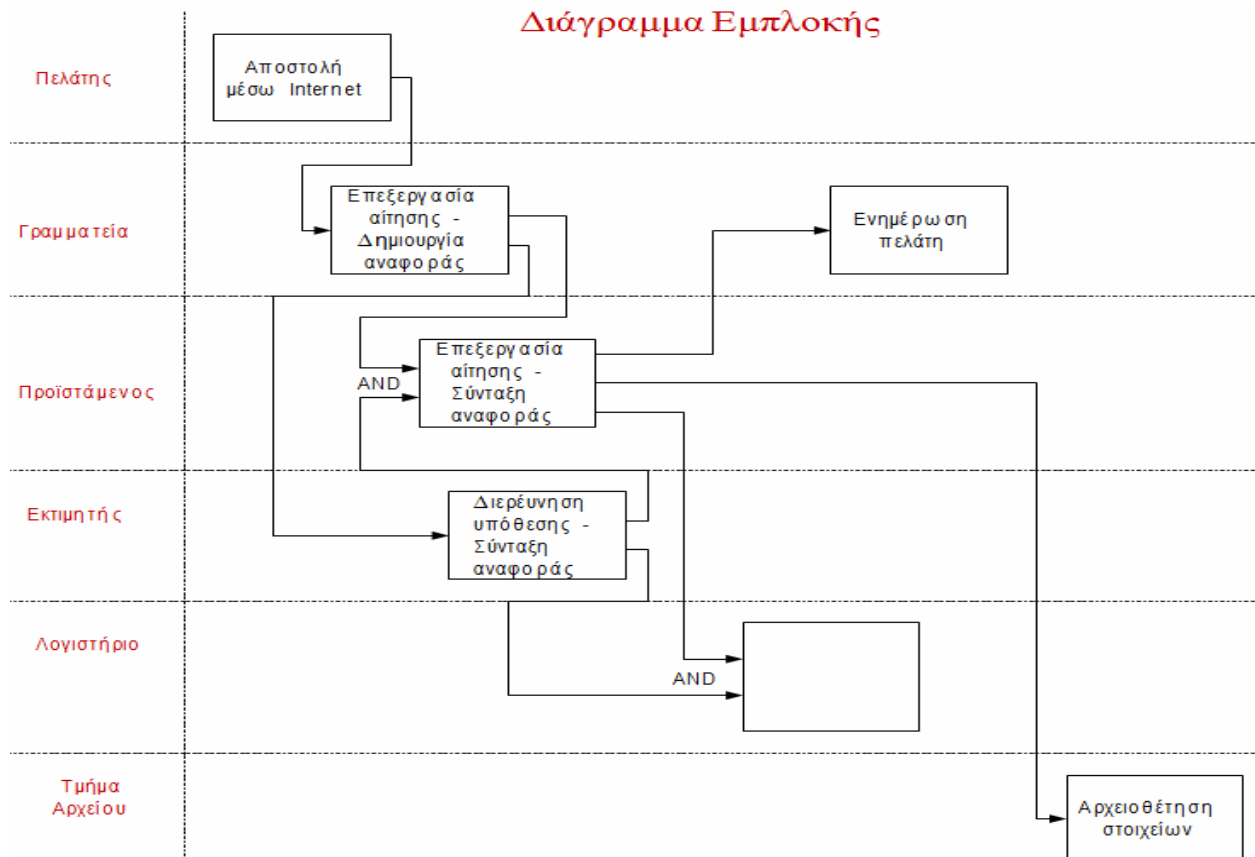 Διάγραμμα Εμπλοκής
Πελάτης
Αποστολή
μέσω Internet
Γραμματεία
Επεξεργασία
αίτησης -
Δημιουργία
αναφοράς
Ενημέρωση
πελάτη
Προϊστάμενος
Επεξεργασία
αίτησης -
Σύνταξη
αναφοράς
AND
Εκτιμητής
Διερέυνηση
υπόθεσης -
Σύνταξη
αναφοράς
Λογιστήριο
AND
Τμήμα
Αρχείου
Αρχειοθέτηση
στοιχείων